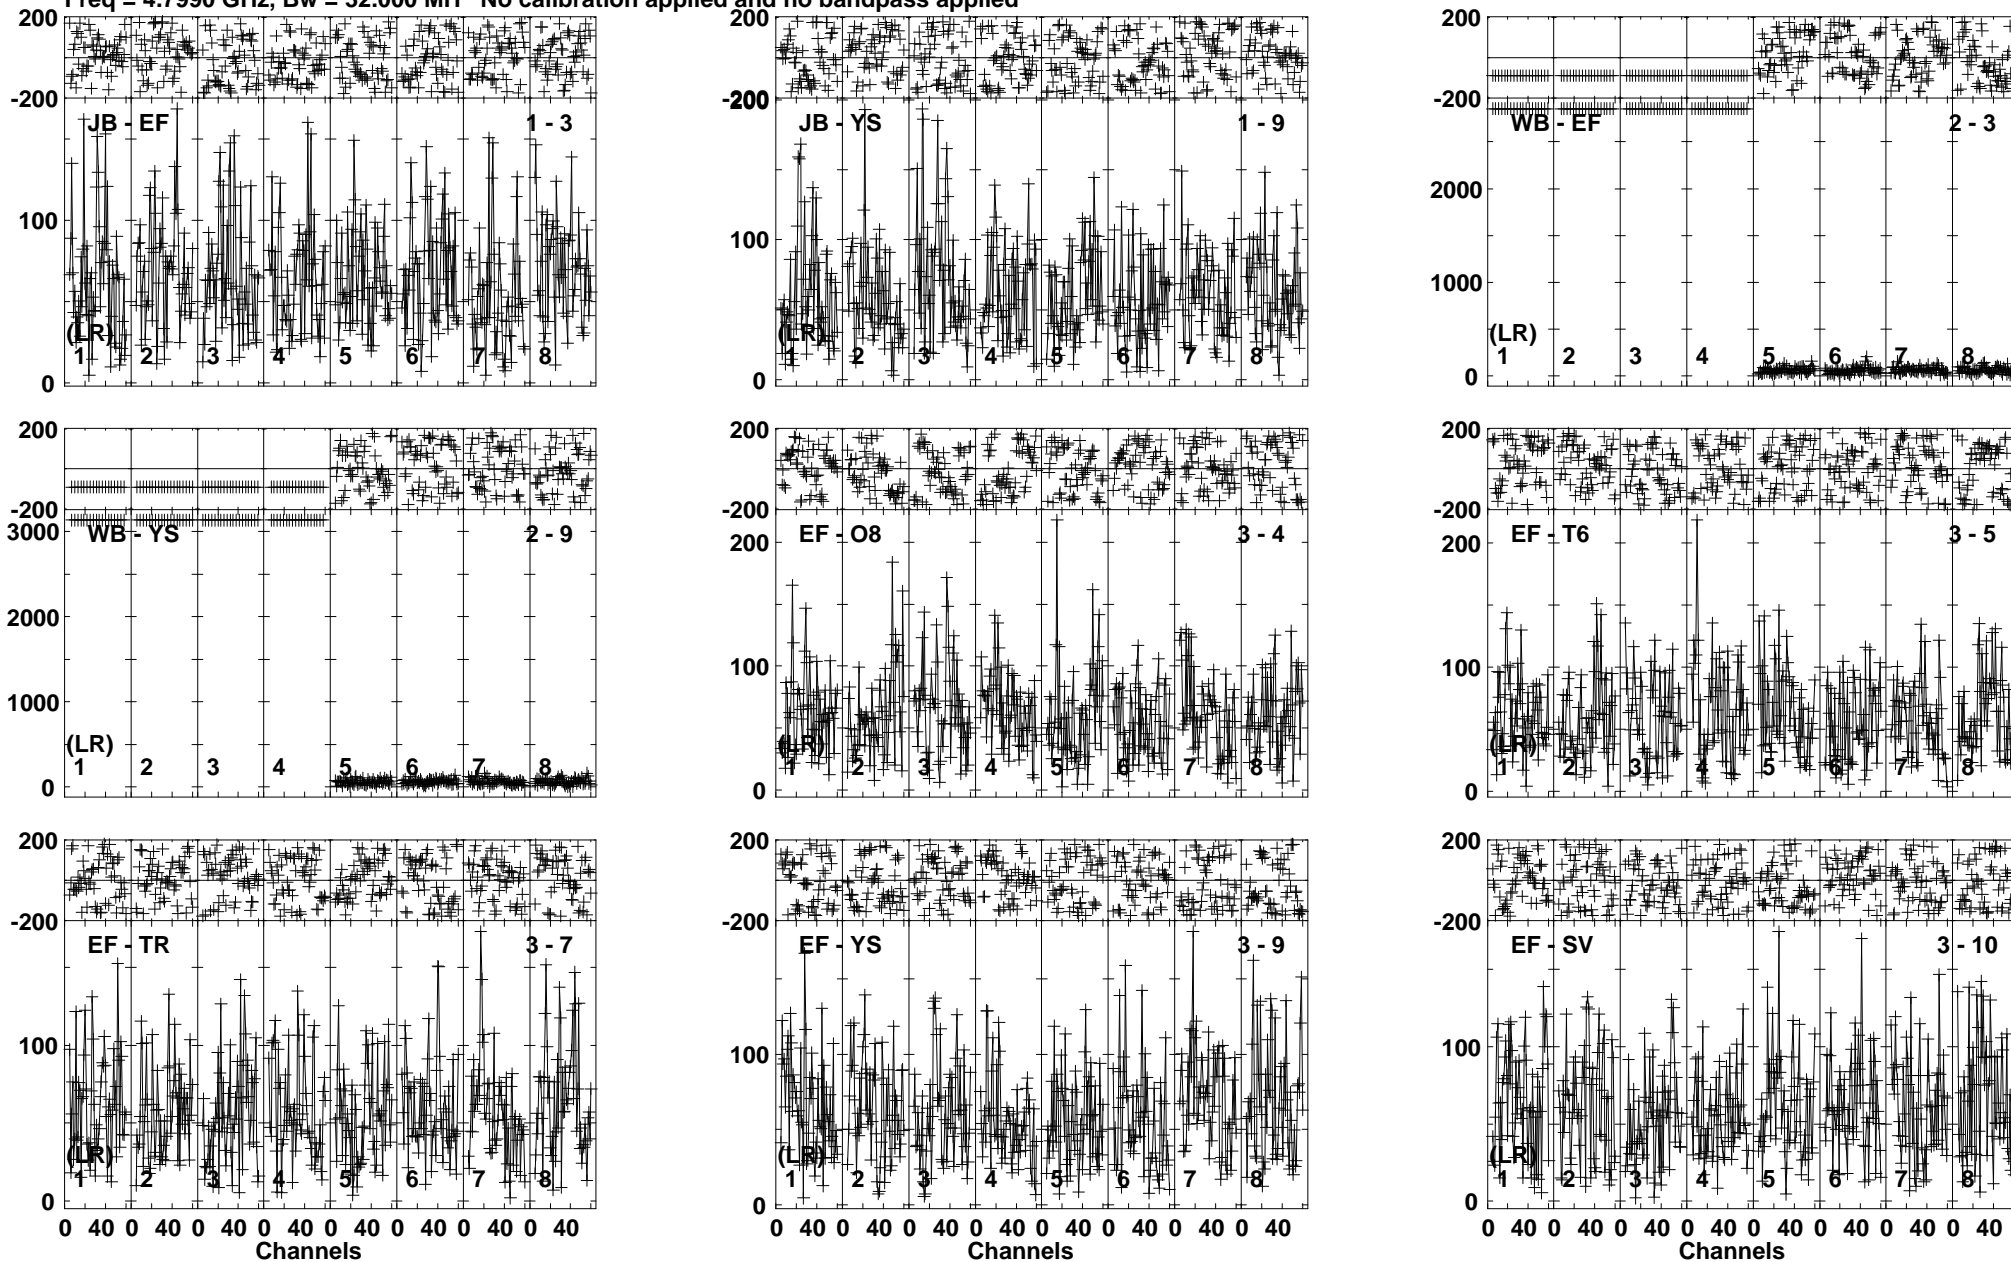 Freq = 4.7990 GHz, Bw = 32.000 MH No calibration applied and no bandpass applied
200 200 200
-200 -200 -200
JB - EF 1 - 3 JB - YS 1 - 9 WB - EF 2 - 3
200
2000
100 100
1000
(LR) (LR) (LR)
1 2 3 4 5 6 7 8 1 2 3 4 5 6 7 8 1 2 3 4 5 6 7 8
0 0 0
200 200 200
-200 -200 -200
3000
WB - YS 2 - 9 EF - O8 3 - 4 EF - T6 3 - 5
200 200
2000
1000 100 100
(LR) (LR) (LR)
1 2 3 4 5 6 7 8 1 2 3 4 5 6 7 8 1 2 3 4 5 6 7 8
0 0 0
200 200 200
-200 -200 -200
EF - TR 3 - 7 EF - YS 3 - 9 EF - SV 3 - 10
100 100 100
(LR) (LR) (LR)
1 2 3 4 5 6 7 8 1 2 3 4 5 6 7 8 1 2 3 4 5 6 7 8
0 0 0
0 40 0 40 0 40 0 40 0 40 0 40 0 40 0 40 0 40 0 40 0 40 0 40 0 40 0 40 0 40 0 40 0 40 0 40 0 40 0 40 0 40 0 40 0 40 0 40
Channels Channels Channels